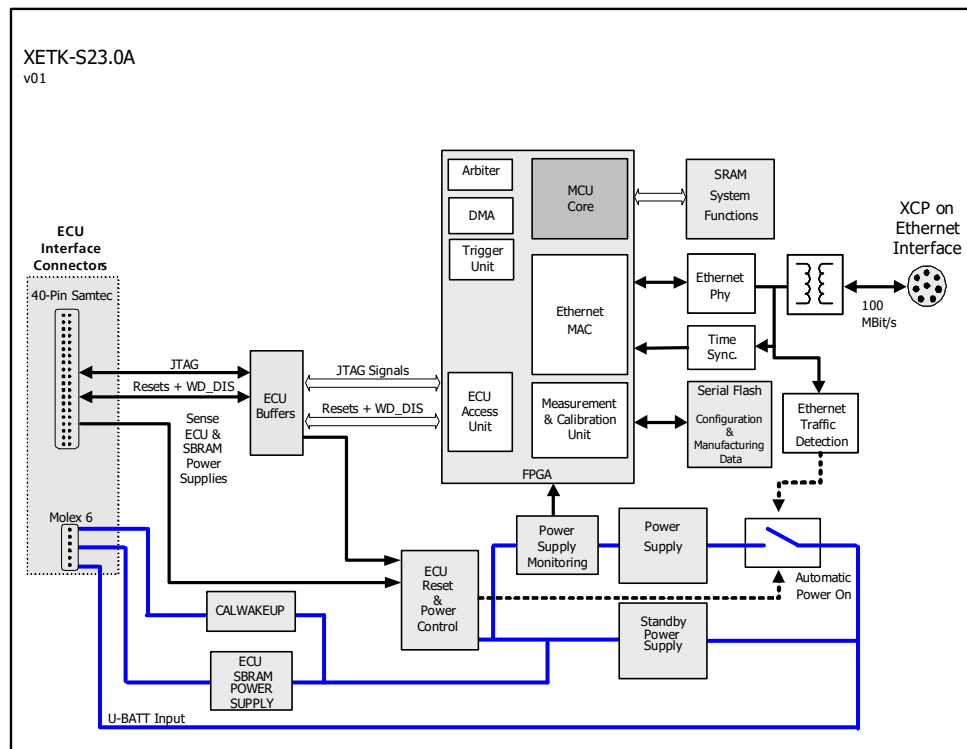 XETK-S23.0A
v01
Arbiter
DMA
Trigger
Unit
MCU
Core
SRAM
System
Functions
XCP on
Ethernet
Interface
ECU
Interface
Connectors
40-Pin Samtec
Ethernet
MAC
Ethernet
Phy
100
MBit/s
Time
Sync.
JTAG
Resets + WD_DIS
ECU
Buffers
JTAG Signals
Resets + WD_DIS
ECU
Access
Unit
Measurement
& Calibration
Unit
Serial Flash
Configuration
&
Manufacturing
Data
Ethernet
Traffic
Detection
Sense
ECU &
SBRAM
Power
Supplies
FPGA
Molex 6
Power
Supply
Monitoring
Power
Supply
Automatic
Power On
ECU
Reset
&
Power
Control
CALWAKEUP
Standby
Power
Supply
ECU
SBRAM
POWER
SUPPLY
U-BATT Input